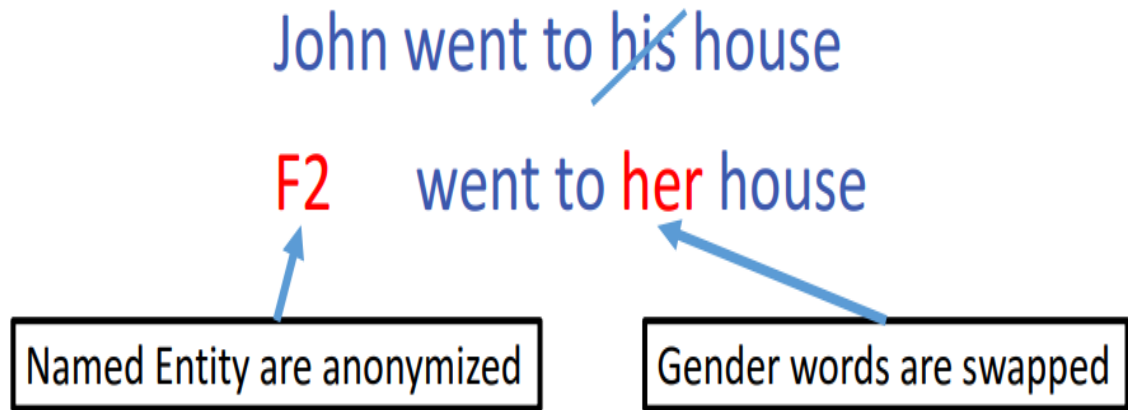 John went to his house
F2 went to her house
Named Entity are anonymized
Gender words are swapped